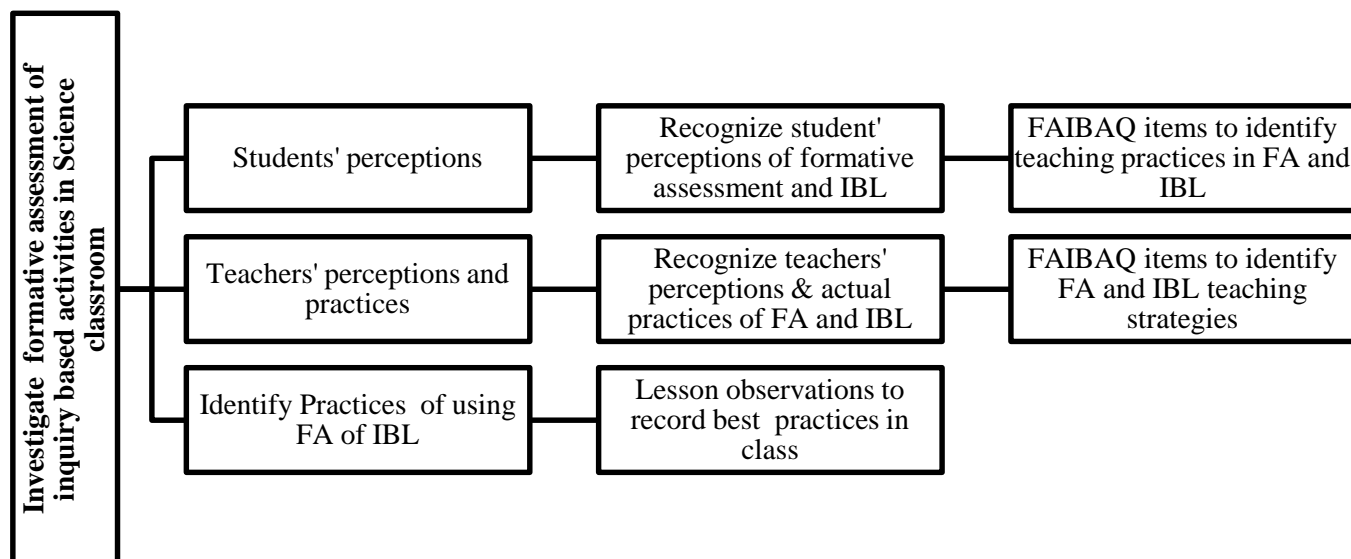 Investigate formative assessment of
inquiry based activities in Science
classroom
Students' perceptions
Recognize student'
perceptions of formative
assessment and IBL
FAIBAQ items to identify
teaching practices in FA and
IBL
Teachers' perceptions and
practices
Recognize teachers'
perceptions & actual
practices of FA and IBL
FAIBAQ items to identify
FA and IBL teaching
strategies
Identify Practices of using
FA of IBL
Lesson observations to
record best practices in
class